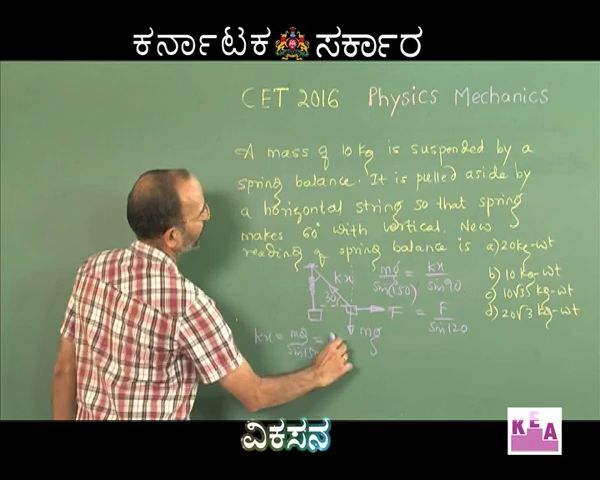 ಕರ್ನಾಟಕ ಸರ್ಕಾರ
CET 2016 Physics Mechanics
A mass of 10 Kg is suspended by a
spring balance. It is pulled aside by
a horizontal string so that spring
makes 60° with vertical. New
reading of spring balance is a) 20kg-wt
b) 10 kg-wt
c) 10√35 kg-wt
d) 20√3 kg-wt
kx
mg/sin(150) = kx/sin90
30
F = F/sin120
mg
kx = mg/sin150 =
ವಿಕಸನ
KEA